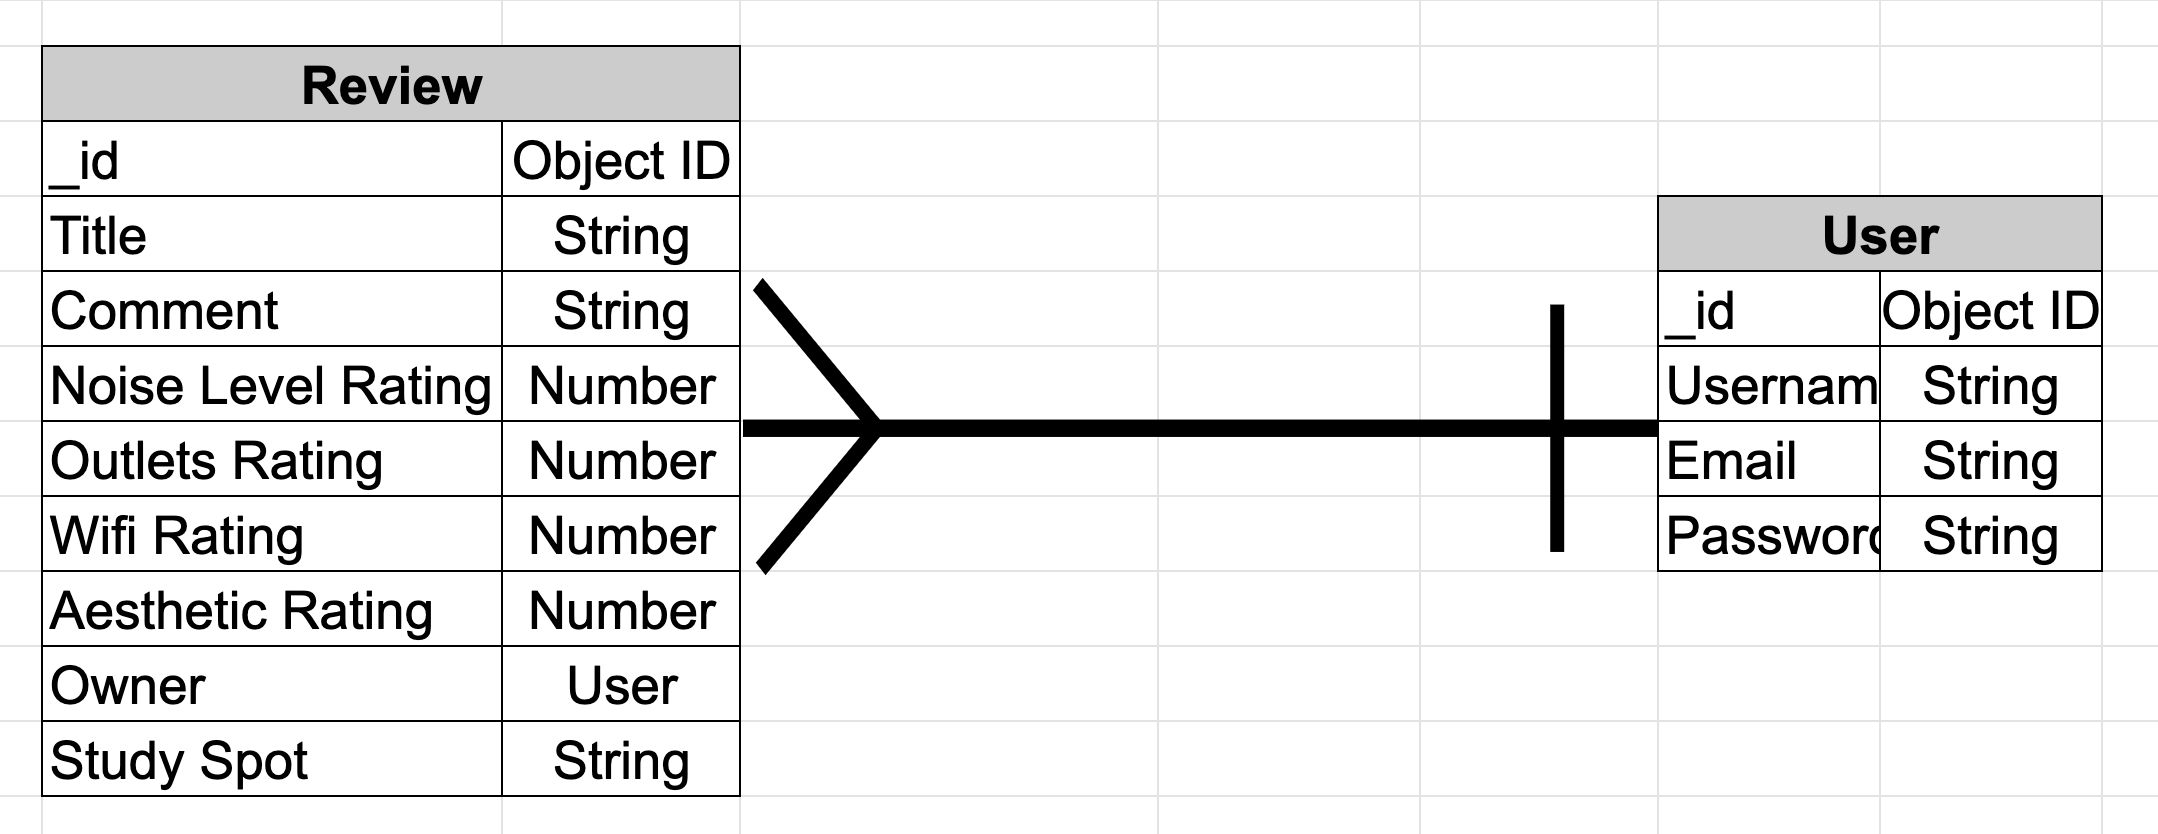 Review
_id Object ID
Title String
Comment String
Noise Level Rating Number
Outlets Rating Number
Wifi Rating Number
Aesthetic Rating Number
Owner User
Study Spot String
User
_id Object ID
Usernam String
Email String
Password String